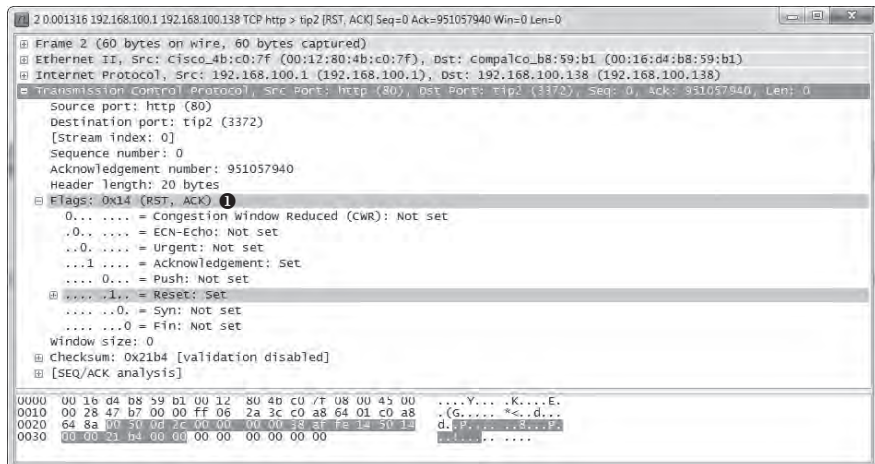 2 0.001316 192.168.100.1 192.168.100.138 TCP http > tip2 [RST, ACK] Seq=0 Ack=951057940 Win=0 Len=0
Frame 2 (60 bytes on wire, 60 bytes captured)
Ethernet II, Src: Cisco_4b:c0:7f (00:12:80:4b:c0:7f), Dst: Compalco_b8:59:b1 (00:16:d4:b8:59:b1)
Internet Protocol, Src: 192.168.100.1 (192.168.100.1), Dst: 192.168.100.138 (192.168.100.138)
Transmission Control Protocol, Src Port: http (80), Dst Port: tip2 (3372), Seq: 0, Ack: 951057940, Len: 0
Source port: http (80)
Destination port: tip2 (3372)
[Stream index: 0]
Sequence number: 0
Acknowledgement number: 951057940
Header length: 20 bytes
Flags: 0x14 (RST, ACK) ❶
0... .... = Congestion Window Reduced (CWR): Not set
.0.. .... = ECN-Echo: Not set
..0. .... = Urgent: Not set
...1 .... = Acknowledgement: Set
.... 0... = Push: Not set
.... .1.. = Reset: Set
.... ..0. = Syn: Not set
.... ...0 = Fin: Not set
Window size: 0
Checksum: 0x21b4 [validation disabled]
[SEQ/ACK analysis]
0000 00 16 d4 b8 59 b1 00 12 80 4b c0 7f 08 00 45 00 ....Y... .K....E.
0010 00 28 47 b7 00 00 ff 06 2a 3c c0 a8 64 01 c0 a8 .(G..... *<..d...
0020 64 8a 00 50 0d 2c 00 00 00 00 38 af fe 14 50 14 d..P.,.. ..8...P.
0030 00 00 21 b4 00 00 00 00 00 00 00 00 ..!..... ....